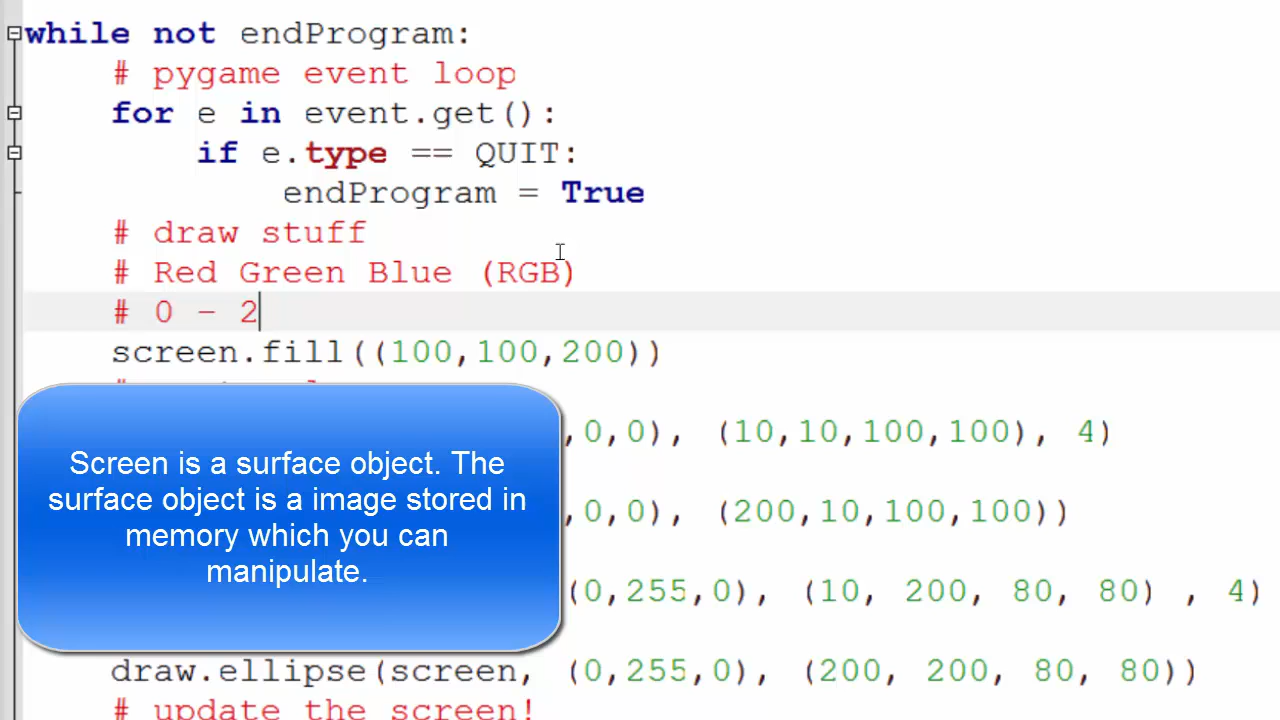 while not endProgram:
# pygame event loop
for e in event.get():
if e.type == QUIT:
endProgram = True
# draw stuff
# Red Green Blue (RGB)
# 0 - 2
screen.fill((100,100,200))
,0,0), (10,10,100,100), 4)
,0,0), (200,10,100,100))
(0,255,0), (10, 200, 80, 80) , 4)
draw.ellipse(screen, (0,255,0), (200, 200, 80, 80))
# update the screen!
Screen is a surface object. The
surface object is a image stored in
memory which you can
manipulate.